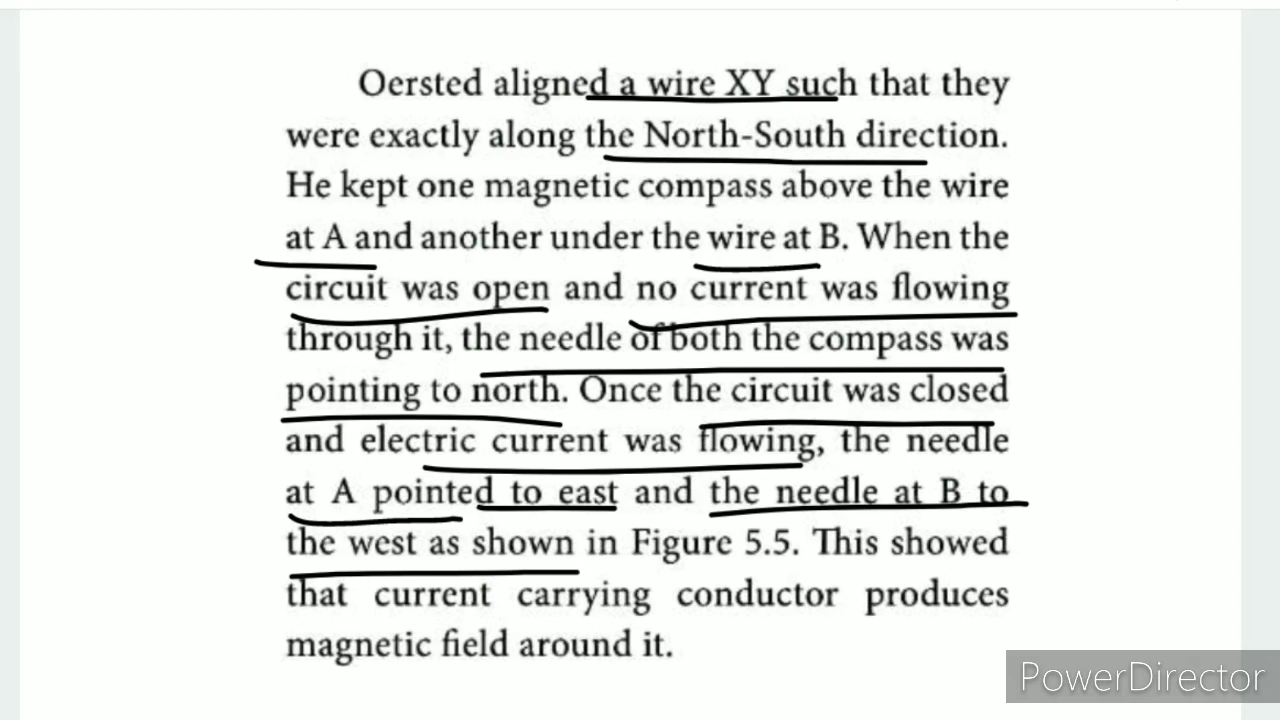 Oersted aligned a wire XY such that they
were exactly along the North-South direction.
He kept one magnetic compass above the wire
at A and another under the wire at B. When the
circuit was open and no current was flowing
through it, the needle of both the compass was
pointing to north. Once the circuit was closed
and electric current was flowing, the needle
at A pointed to east and the needle at B to
the west as shown in Figure 5.5. This showed
that current carrying conductor produces
magnetic field around it.
PowerDirector